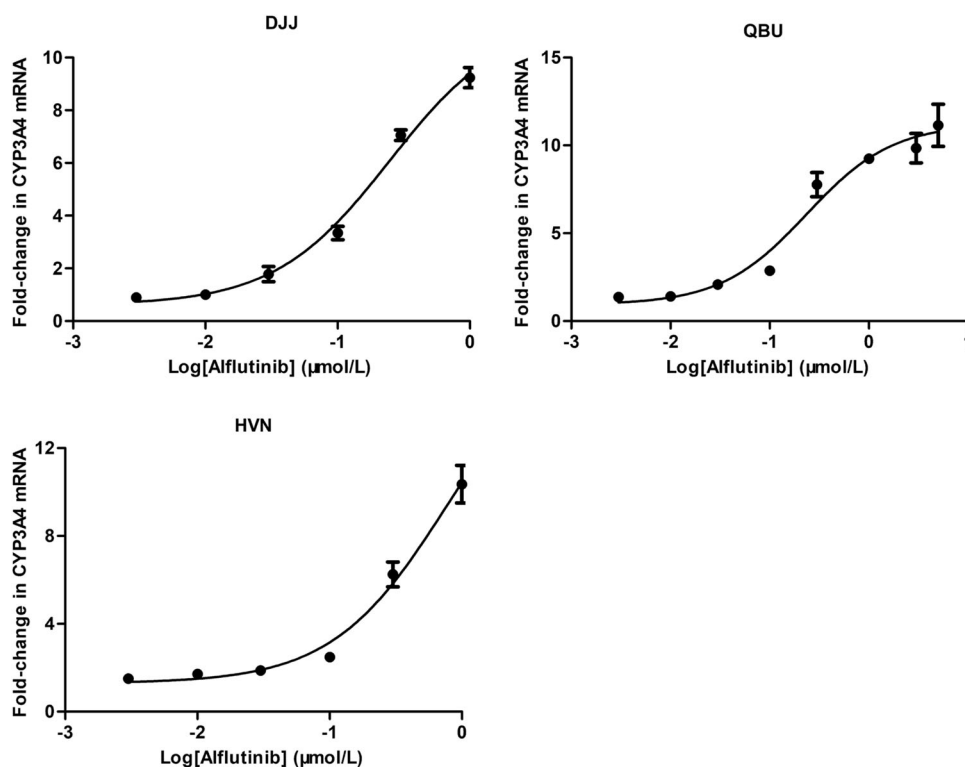 DJJ
Fold-change in CYP3A4 mRNA
10
8
6
4
2
0
-3 -2 -1 0
Log[Alflutinib] (µmol/L)
QBU
Fold-change in CYP3A4 mRNA
15
10
5
0
-3 -2 -1 0 1
Log[Alflutinib] (µmol/L)
HVN
Fold-change in CYP3A4 mRNA
12
8
4
0
-3 -2 -1 0
Log[Alflutinib] (µmol/L)